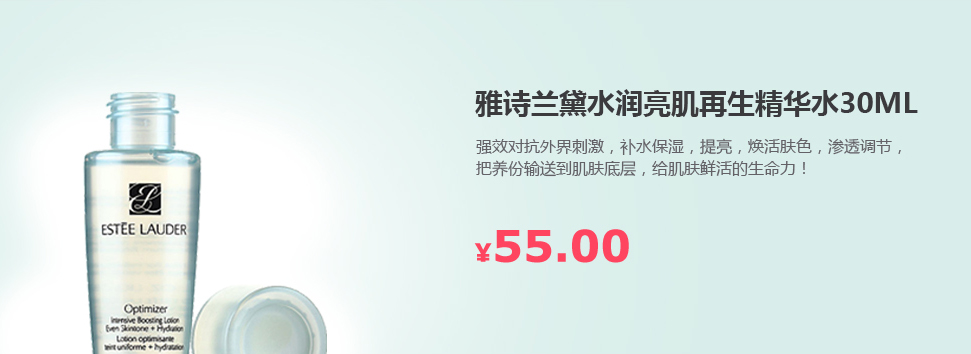 雅诗兰黛水润亮肌再生精华水30ML
强效对抗外界刺激，补水保湿，提亮，焕活肤色，渗透调节，
把养份输送到肌肤底层，给肌肤鲜活的生命力！
¥55.00
ESTĒE LAUDER
Optimizer
Intensive Boosting Lotion
Even Skintone + Hydration
Lotion optimisante
teint uniforme + hydratation